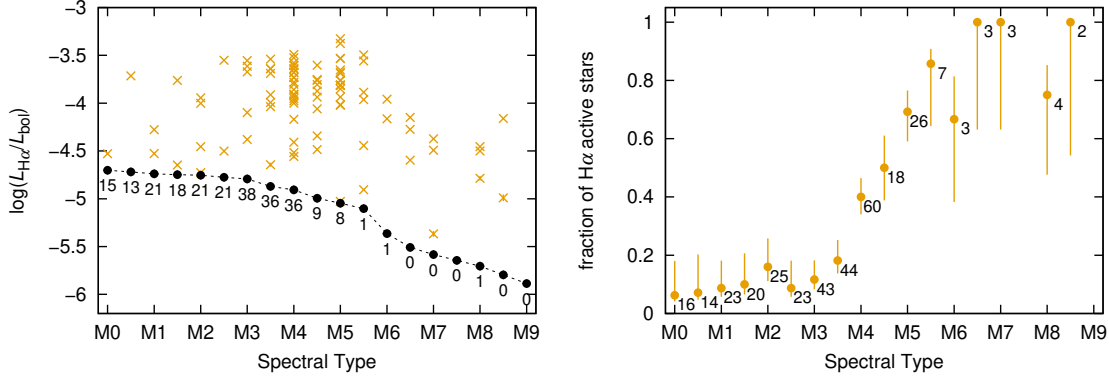 log(L_Hα/L_bol)
−3
−3.5
−4
−4.5
−5
−5.5
−6
15 13 21 18 21 21 38 36 36 9 8 1 1 0 0 0 1 0 0
M0 M1 M2 M3 M4 M5 M6 M7 M8 M9
Spectral Type
fraction of Hα active stars
1
0.8
0.6
0.4
0.2
0
16 14 23 20 25 23 43 44 60 18 26 7 3 3 3 4 2
M0 M1 M2 M3 M4 M5 M6 M7 M8 M9
Spectral Type